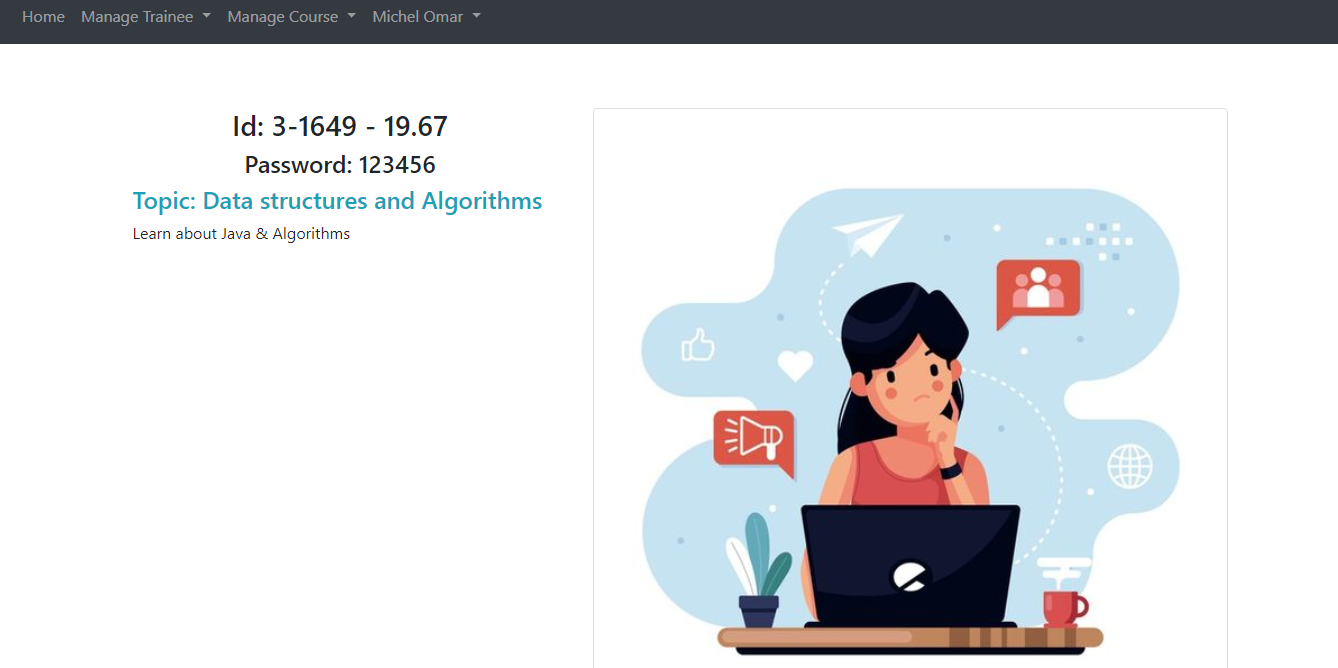 Home Manage Trainee Manage Course Michel Omar
Id: 3-1649 - 19.67
Password: 123456
Topic: Data structures and Algorithms
Learn about Java & Algorithms